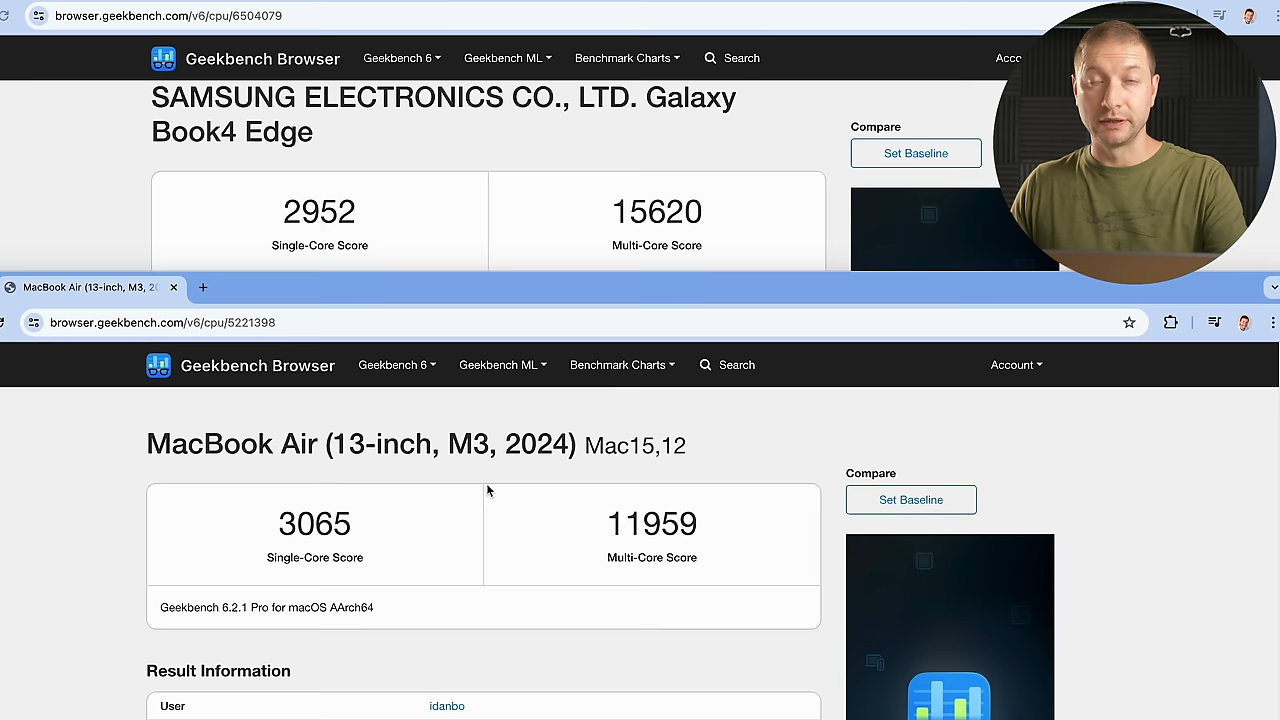 browser.geekbench.com/v6/cpu/6504079
Geekbench Browser Geekbench 6 Geekbench ML Benchmark Charts Search
SAMSUNG ELECTRONICS CO., LTD. Galaxy
Book4 Edge
Compare
Set Baseline
2952 15620
Single-Core Score Multi-Core Score
MacBook Air (13-inch, M3, 
browser.geekbench.com/v6/cpu/5221398
Geekbench Browser Geekbench 6 Geekbench ML Benchmark Charts Search Account
MacBook Air (13-inch, M3, 2024) Mac15,12
Compare
Set Baseline
3065 11959
Single-Core Score Multi-Core Score
Geekbench 6.2.1 Pro for macOS AArch64
Result Information
User idanbo